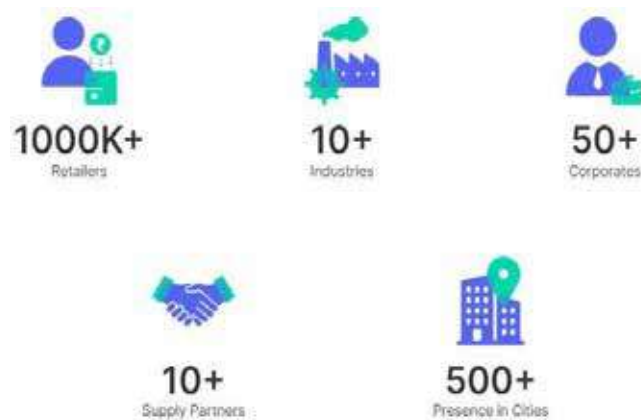 ₹
1000K+
Retailers
10+
Industries
50+
Corporates
10+
Supply Partners
500+
Presence in Cities